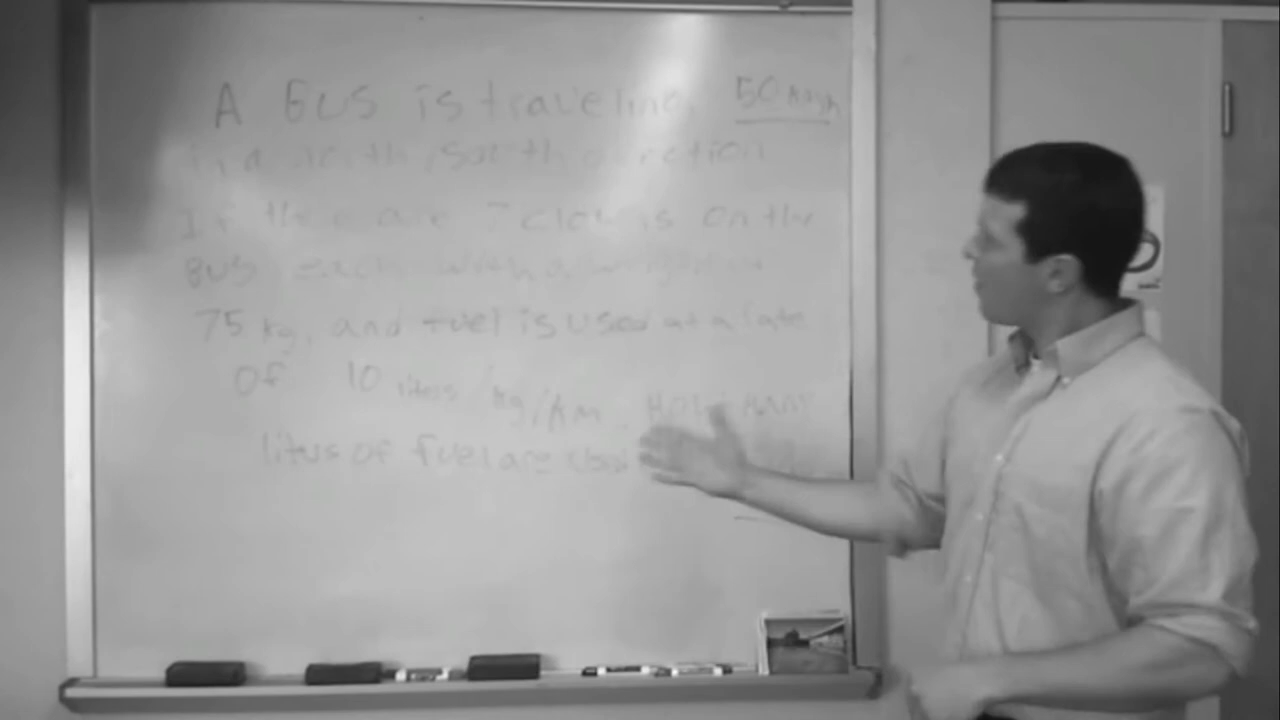 A BUS is traveling 50
in a north/south direction
If there are 7 clowns on the
BUS each with a weight of
75 kg, and fuel is used at a rate
of 10 liters/kg/km. HOW MANY
liters of fuel are used